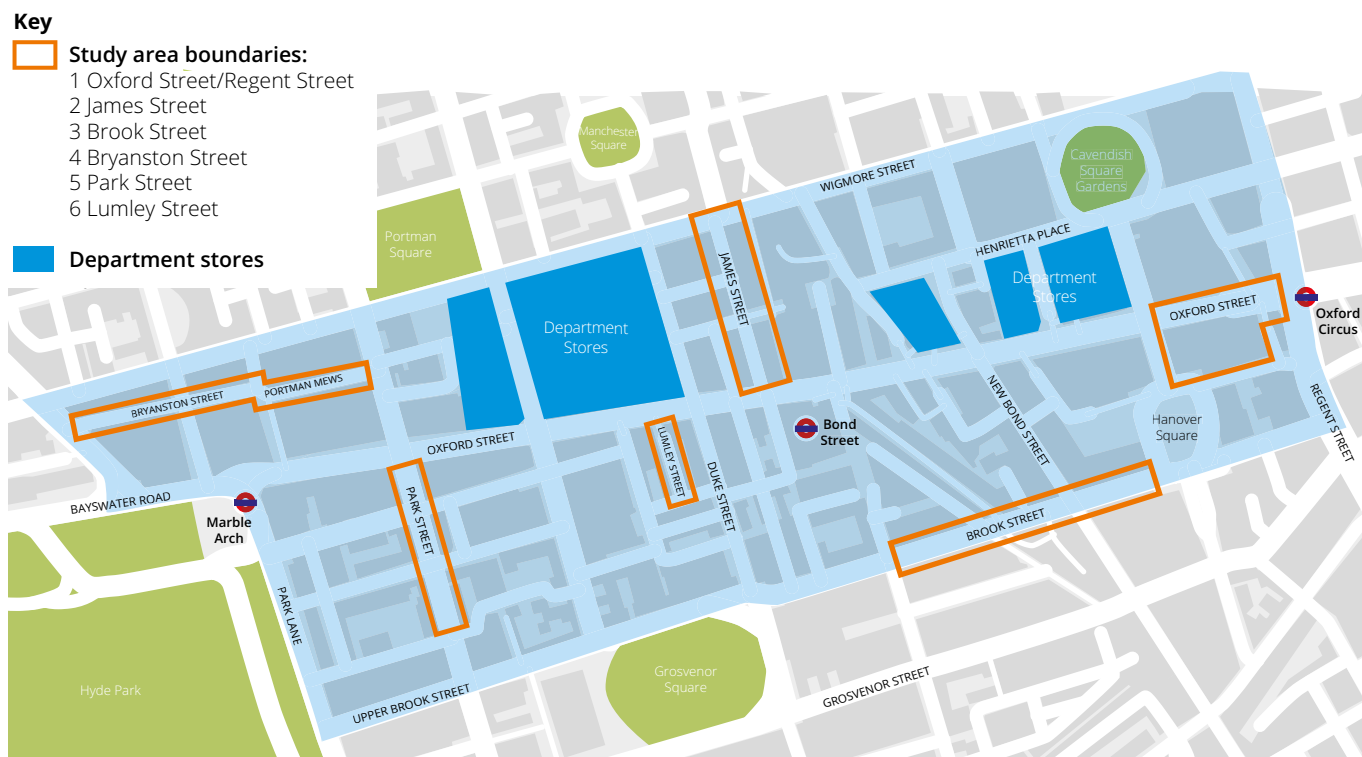 Key
Study area boundaries:
1 Oxford Street/Regent Street
2 James Street
3 Brook Street
4 Bryanston Street
5 Park Street
6 Lumley Street
Department stores
Manchester
Square
Cavendish
Square
Gardens
WIGMORE STREET
Portman
Square
HENRIETTA PLACE
JAMES STREET
Department
Stores
Department
Stores
OXFORD STREET
Oxford
Circus
BRYANSTON STREET
PORTMAN MEWS
REGENT STREET
NEW BOND STREET
Hanover
Square
Bond
Street
OXFORD STREET
LUMLEY STREET
DUKE STREET
PARK STREET
BAYSWATER ROAD
Marble
Arch
BROOK STREET
PARK LANE
Hyde Park
Grosvenor
Square
GROSVENOR STREET
UPPER BROOK STREET